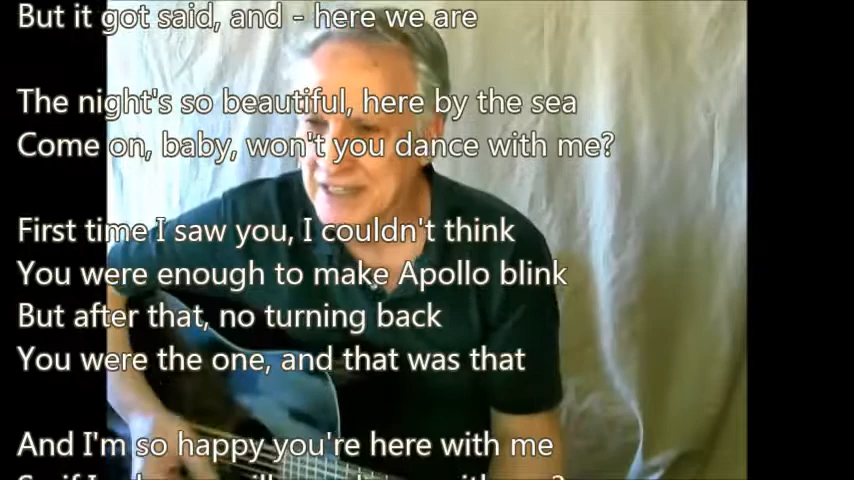 But it got said, and - here we are
The night's so beautiful, here by the sea
Come on, baby, won't you dance with me?
First time I saw you, I couldn't think
You were enough to make Apollo blink
But after that, no turning back
You were the one, and that was that
And I'm so happy you're here with me